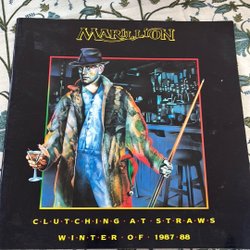 MARILLION
CLUTCHING · AT · STRAWS
WINTER · OF · 1987 · 88